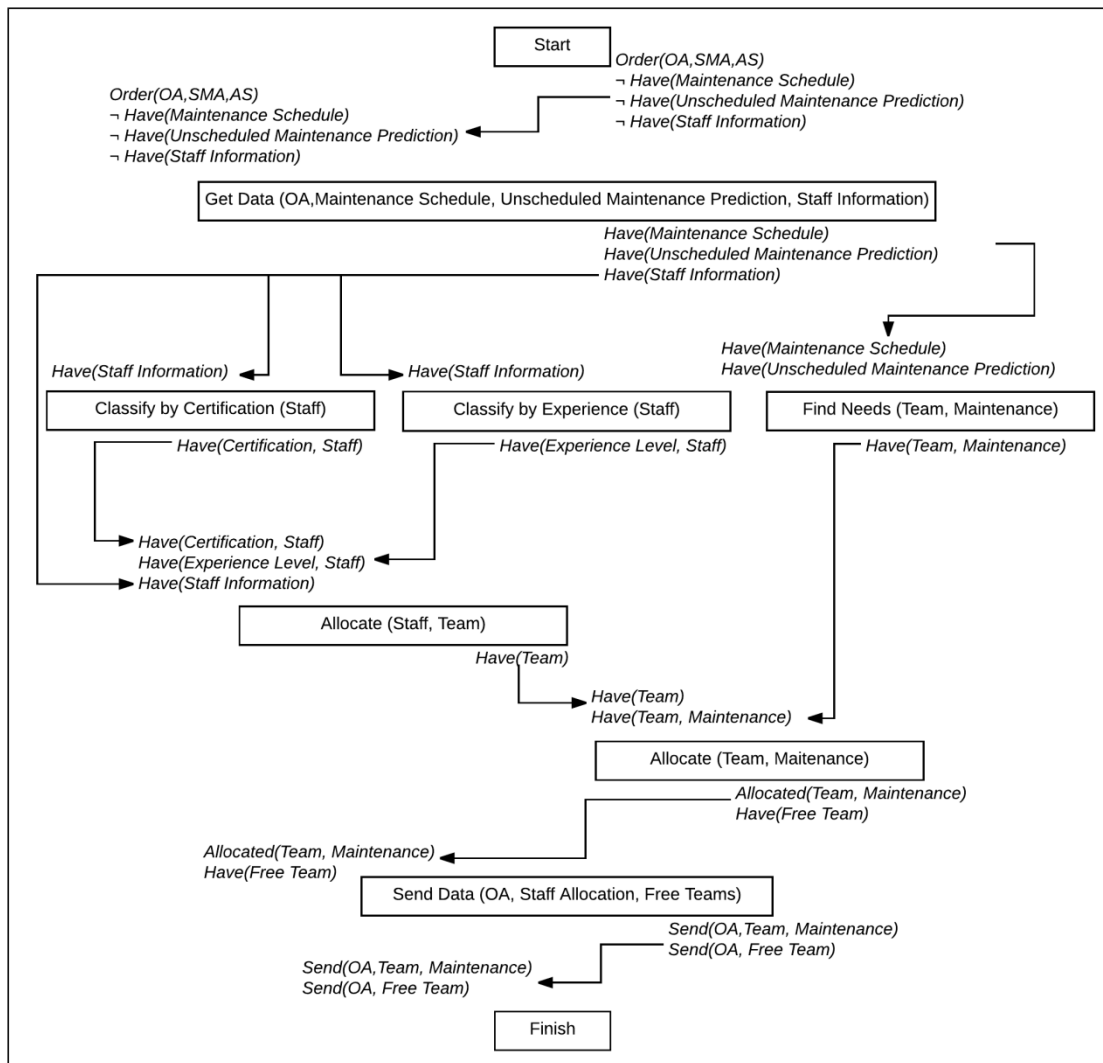 Start
Order(OA,SMA,AS)
¬ Have(Maintenance Schedule)
¬ Have(Unscheduled Maintenance Prediction)
¬ Have(Staff Information)
Order(OA,SMA,AS)
¬ Have(Maintenance Schedule)
¬ Have(Unscheduled Maintenance Prediction)
¬ Have(Staff Information)
Get Data (OA,Maintenance Schedule, Unscheduled Maintenance Prediction, Staff Information)
Have(Maintenance Schedule)
Have(Unscheduled Maintenance Prediction)
Have(Staff Information)
Have(Staff Information)
Classify by Certification (Staff)
Have(Certification, Staff)
Have(Staff Information)
Classify by Experience (Staff)
Have(Experience Level, Staff)
Have(Maintenance Schedule)
Have(Unscheduled Maintenance Prediction)
Find Needs (Team, Maintenance)
Have(Team, Maintenance)
Have(Certification, Staff)
Have(Experience Level, Staff)
Have(Staff Information)
Allocate (Staff, Team)
Have(Team)
Have(Team)
Have(Team, Maintenance)
Allocate (Team, Maitenance)
Allocated(Team, Maintenance)
Have(Free Team)
Allocated(Team, Maintenance)
Have(Free Team)
Send Data (OA, Staff Allocation, Free Teams)
Send(OA,Team, Maintenance)
Send(OA, Free Team)
Send(OA,Team, Maintenance)
Send(OA, Free Team)
Finish